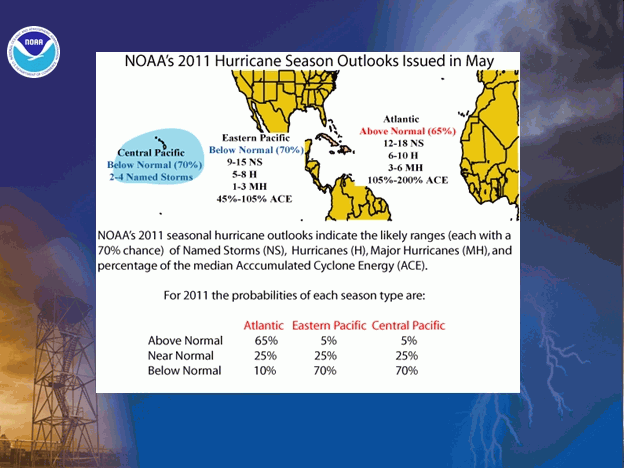 NOAA
NOAA's 2011 Hurricane Season Outlooks Issued in May
Central Pacific
Below Normal (70%)
2-4 Named Storms
Eastern Pacific
Below Normal (70%)
9-15 NS
5-8 H
1-3 MH
45%-105% ACE
Atlantic
Above Normal (65%)
12-18 NS
6-10 H
3-6 MH
105%-200% ACE
NOAA's 2011 seasonal hurricane outlooks indicate the likely ranges (each with a
70% chance) of Named Storms (NS), Hurricanes (H), Major Hurricanes (MH), and
percentage of the median Acccumulated Cyclone Energy (ACE).
For 2011 the probabilities of each season type are:
Atlantic Eastern Pacific Central Pacific
Above Normal 65% 5% 5%
Near Normal 25% 25% 25%
Below Normal 10% 70% 70%